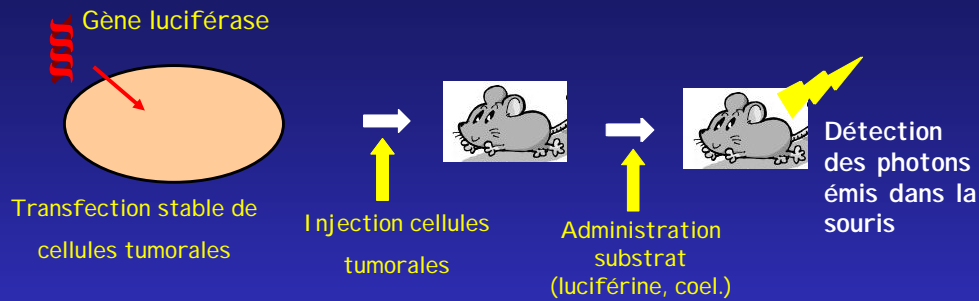 Gène luciférase
Transfection stable de
cellules tumorales
Injection cellules
tumorales
Administration
substrat
(luciférine, coel.)
Détection
des photons
émis dans la
souris